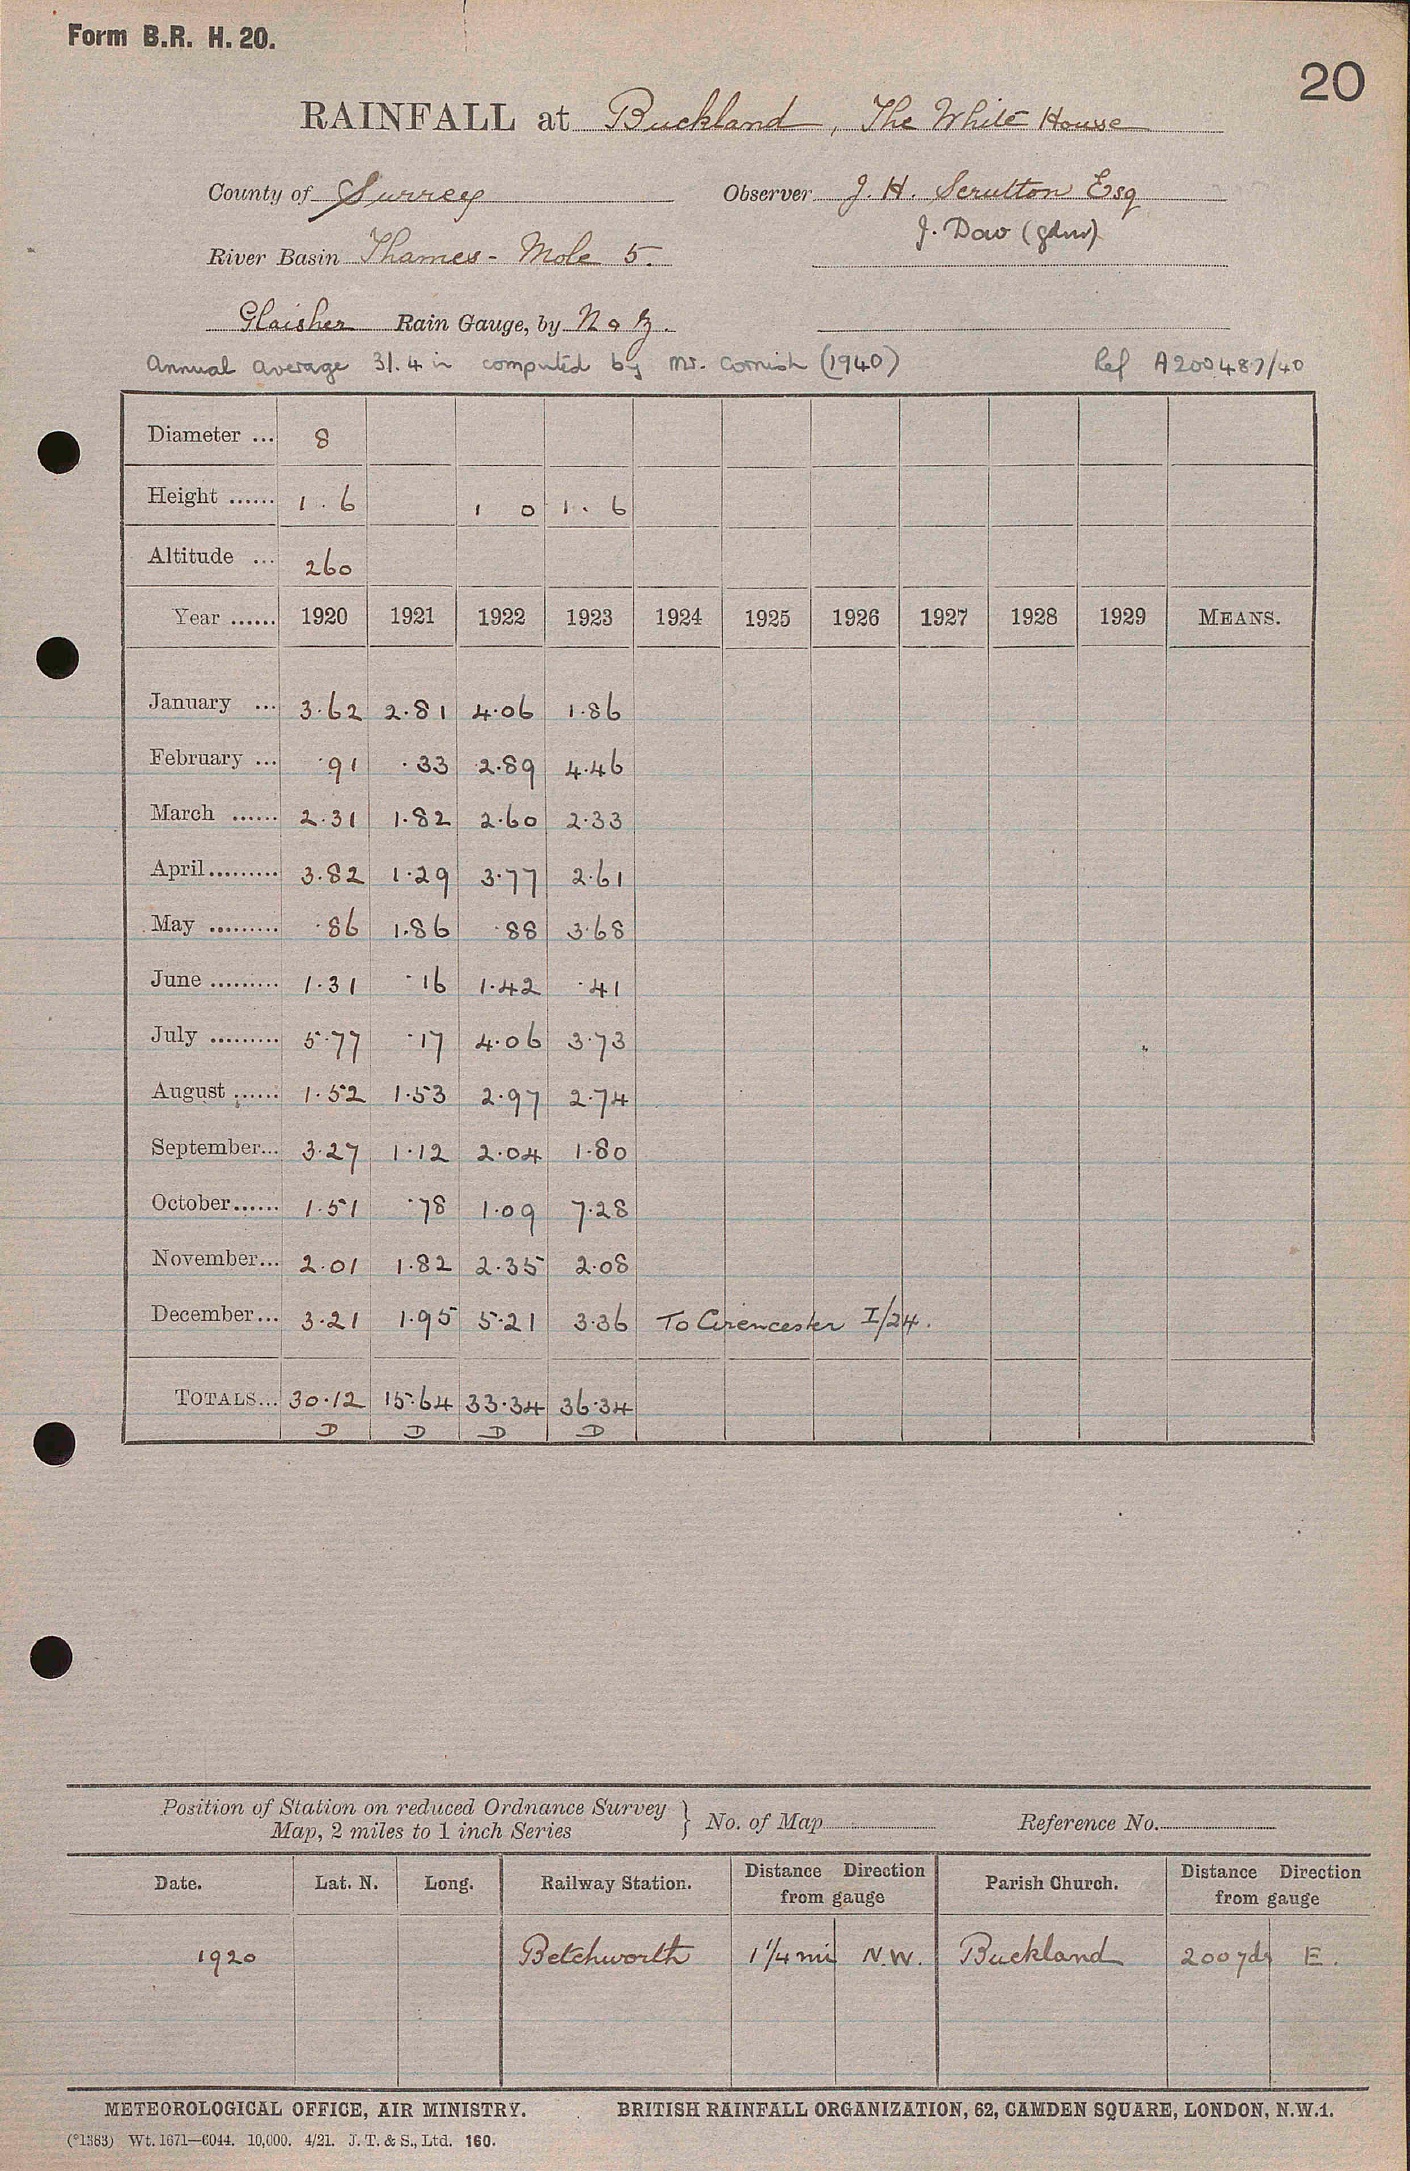 Form B.R. H. 20.
20
RAINFALL at Buckland, The White House
County of Surrey Observer J. H. Scrutton Esq
J. Dow (gdnr)
River Basin Thames - Mole 5.
Glaisher Rain Gauge, by N & Z.
Annual average 31.4 in computed by Mr. Cornish (1940) Ref A200487/40
Diameter ... 8
Height ...... 1 . 6 1 0 1 . 6
Altitude ... 260
Year ...... 1920 1921 1922 1923 1924 1925 1926 1927 1928 1929 MEANS.
January ... 3.62 2.81 4.06 1.86
February ... .91 .33 2.89 4.46
March ...... 2.31 1.82 2.60 2.33
April......... 3.82 1.29 3.77 2.61
May ......... .86 1.86 .88 3.68
June ......... 1.31 .16 1.42 .41
July ......... 5.77 .17 4.06 3.73
August ...... 1.52 1.53 2.97 2.74
September... 3.27 1.12 2.04 1.80
October...... 1.51 .78 1.09 7.28
November... 2.01 1.82 2.35 2.08
December... 3.21 1.95 5.21 3.36 To Cirencester I/24.
TOTALS... 30.12 15.64 33.34 36.34
D D D D
Position of Station on reduced Ordnance Survey
Map, 2 miles to 1 inch Series } No. of Map Reference No.
Date. Lat. N. Long. Railway Station. Distance Direction from gauge Parish Church. Distance Direction from gauge
1920 Betchworth 1 1/4 mi N.W. Buckland 200 yds E.
METEOROLOGICAL OFFICE, AIR MINISTRY. BRITISH RAINFALL ORGANIZATION, 62, CAMDEN SQUARE, LONDON, N.W.1.
(*1383) Wt. 1671—6044. 10,000. 4/21. J. T. & S., Ltd. 160.